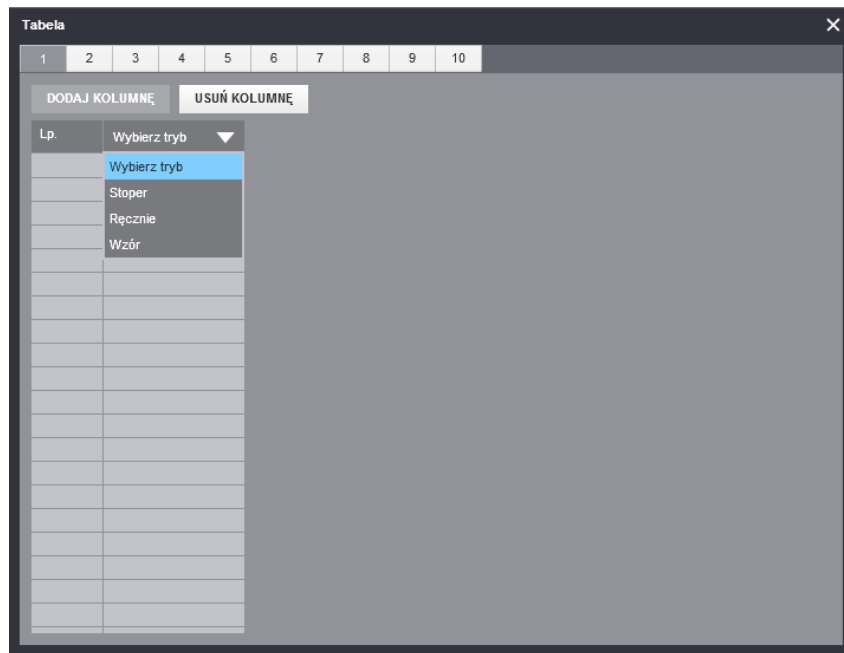 Tabela
1 2 3 4 5 6 7 8 9 10
DODAJ KOLUMNĘ USUŃ KOLUMNĘ
Lp. Wybierz tryb
Wybierz tryb
Stoper
Ręcznie
Wzór